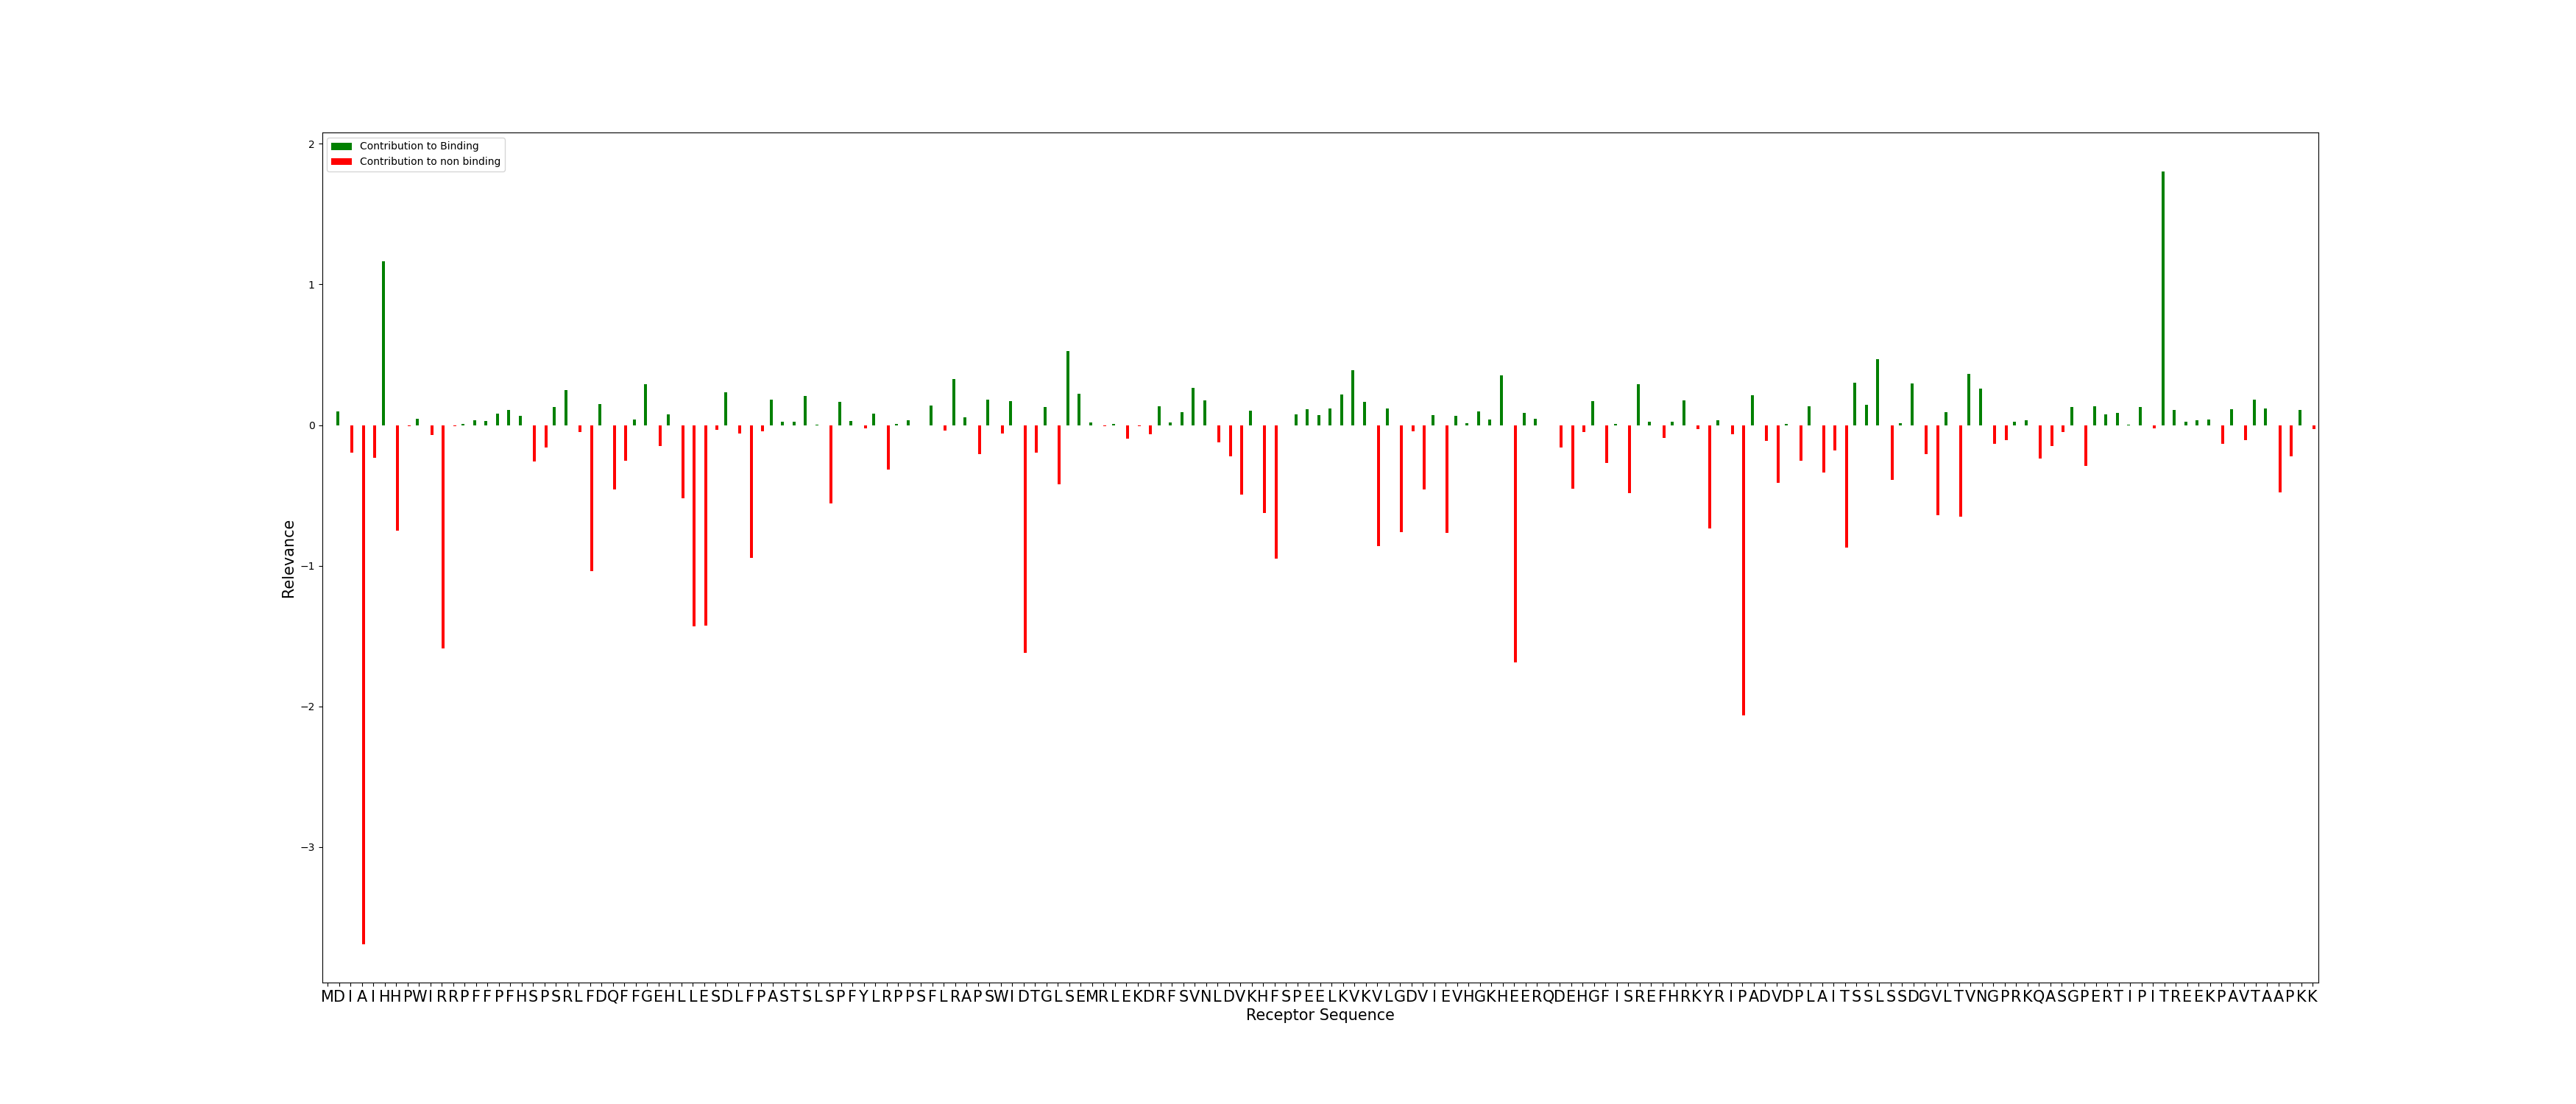 2
Contribution to Binding
Contribution to non binding
1
0
−1
−2
−3
Relevance
MDIAIHHPWIRRPFFPFHSPSRLFDQFFGEHLLESDLFPASTSLSPFYLRPPSFLRAPSWIDTGLSEMRLEKDRFSVNLDVKHFSPEELKVKVLGDVIEVHGKHEERQDEHGFISREFHRKYRIPADVDPLAITSSLSSDGVLTVNGPRKQASGPERTIPITREEKPAVTAAPKK
Receptor Sequence